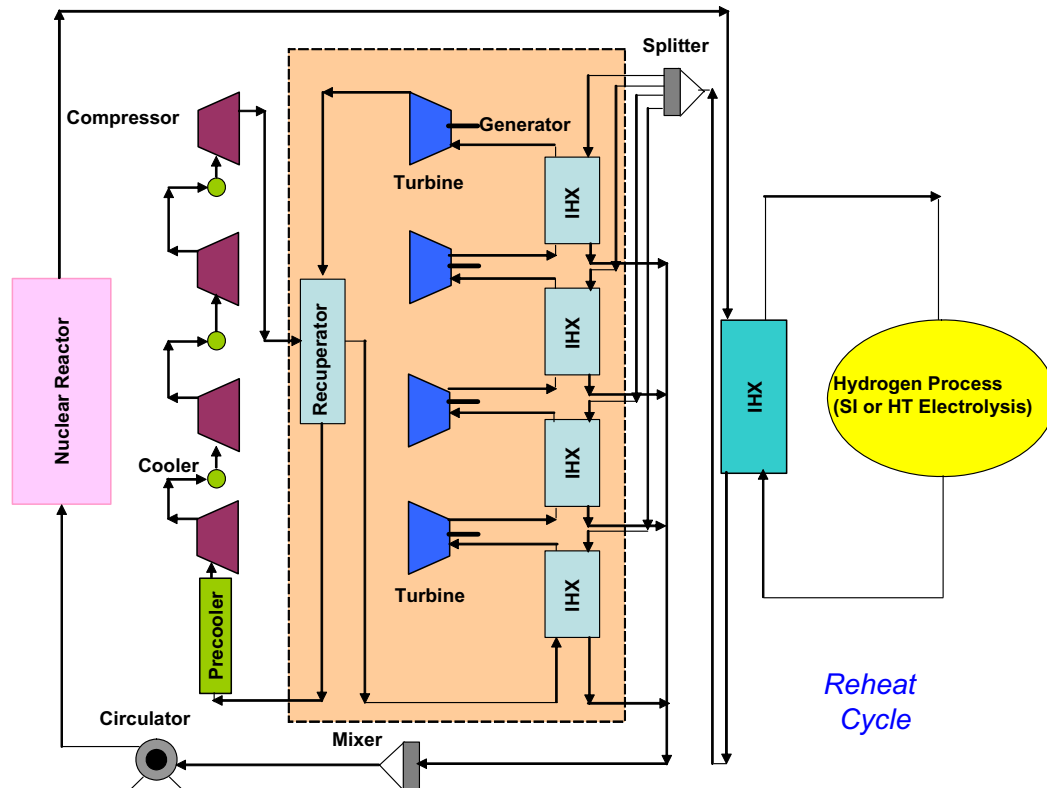 Splitter
Compressor
Generator
Turbine
IHX
IHX
Nuclear Reactor
Recuperator
IHX
Hydrogen Process
(SI or HT Electrolysis)
IHX
Cooler
Turbine
IHX
Precooler
Reheat
Cycle
Circulator
Mixer